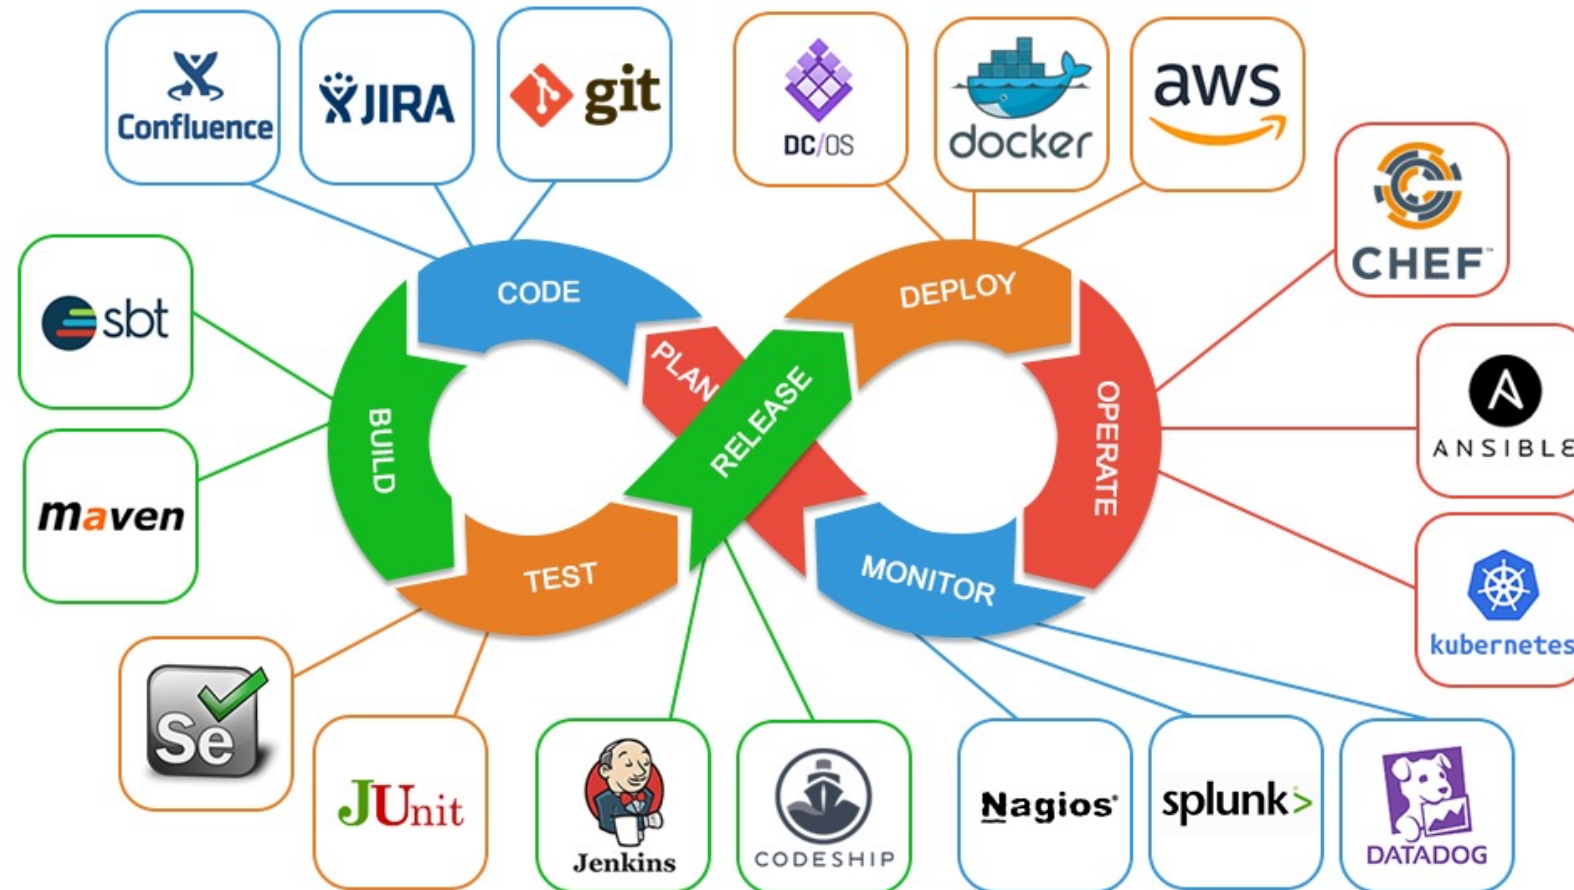 Confluence
JIRA
git
DC/OS
docker
aws
CHEF™
sbt
CODE
DEPLOY
PLAN
RELEASE
BUILD
OPERATE
ANSIBLE
maven
TEST
MONITOR
kubernetes
Se
JUnit
Jenkins
CODESHIP
Nagios®
splunk>
DATADOG